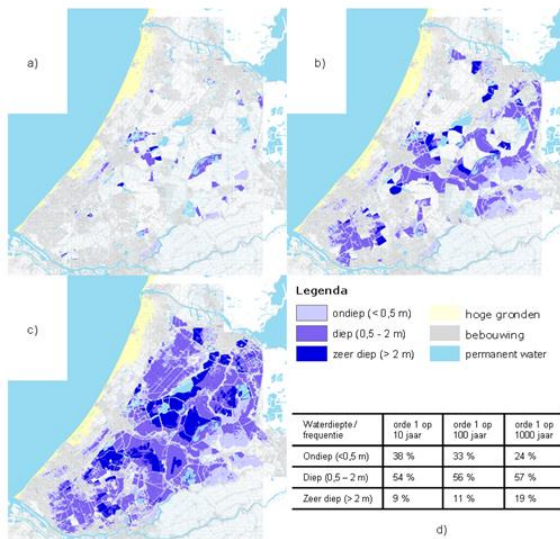 a)
b)
c)
Legenda
ondiep (< 0,5 m)
diep (0,5 - 2 m)
zeer diep (> 2 m)
hoge gronden
bebouwing
permanent water
Waterdiepte/ orde 1 op orde 1 op orde 1 op
frequentie 10 jaar 100 jaar 1000 jaar
Ondiep (<0,5 m) 38 % 33 % 24 %
Diep (0,5 – 2 m) 54 % 56 % 57 %
Zeer diep (> 2 m) 9 % 11 % 19 %
d)